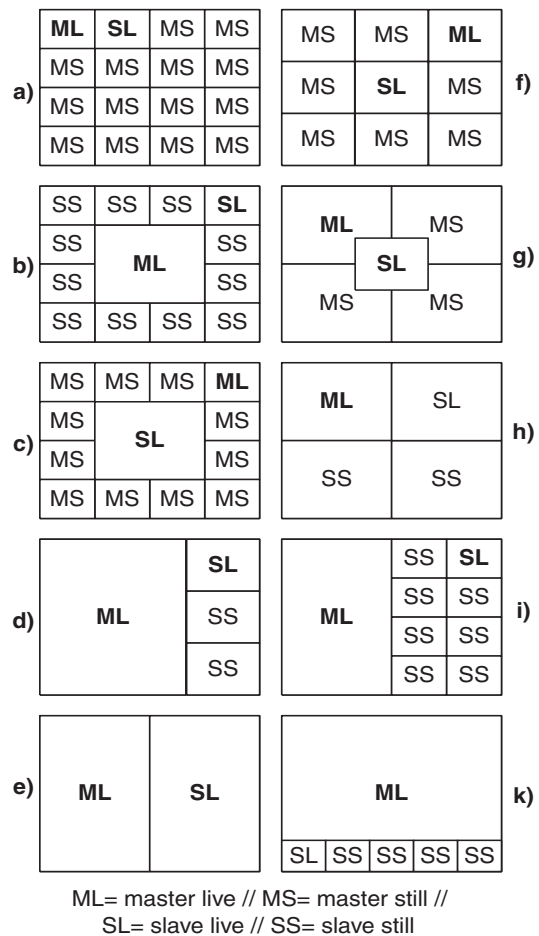 a)
ML SL MS MS
MS MS MS MS
MS MS MS MS
MS MS MS MS
f)
MS MS ML
MS SL MS
MS MS MS
b)
SS SS SS SL
SS ML SS
SS SS
SS SS SS SS
g)
ML MS
SL
MS MS
c)
MS MS MS ML
MS SL MS
MS MS
MS MS MS MS
h)
ML SL
SS SS
d)
ML SL
SS
SS
i)
ML SS SL
SS SS
SS SS
SS SS
e)
ML SL
k)
ML
SL SS SS SS SS
ML= master live // MS= master still //
SL= slave live // SS= slave still